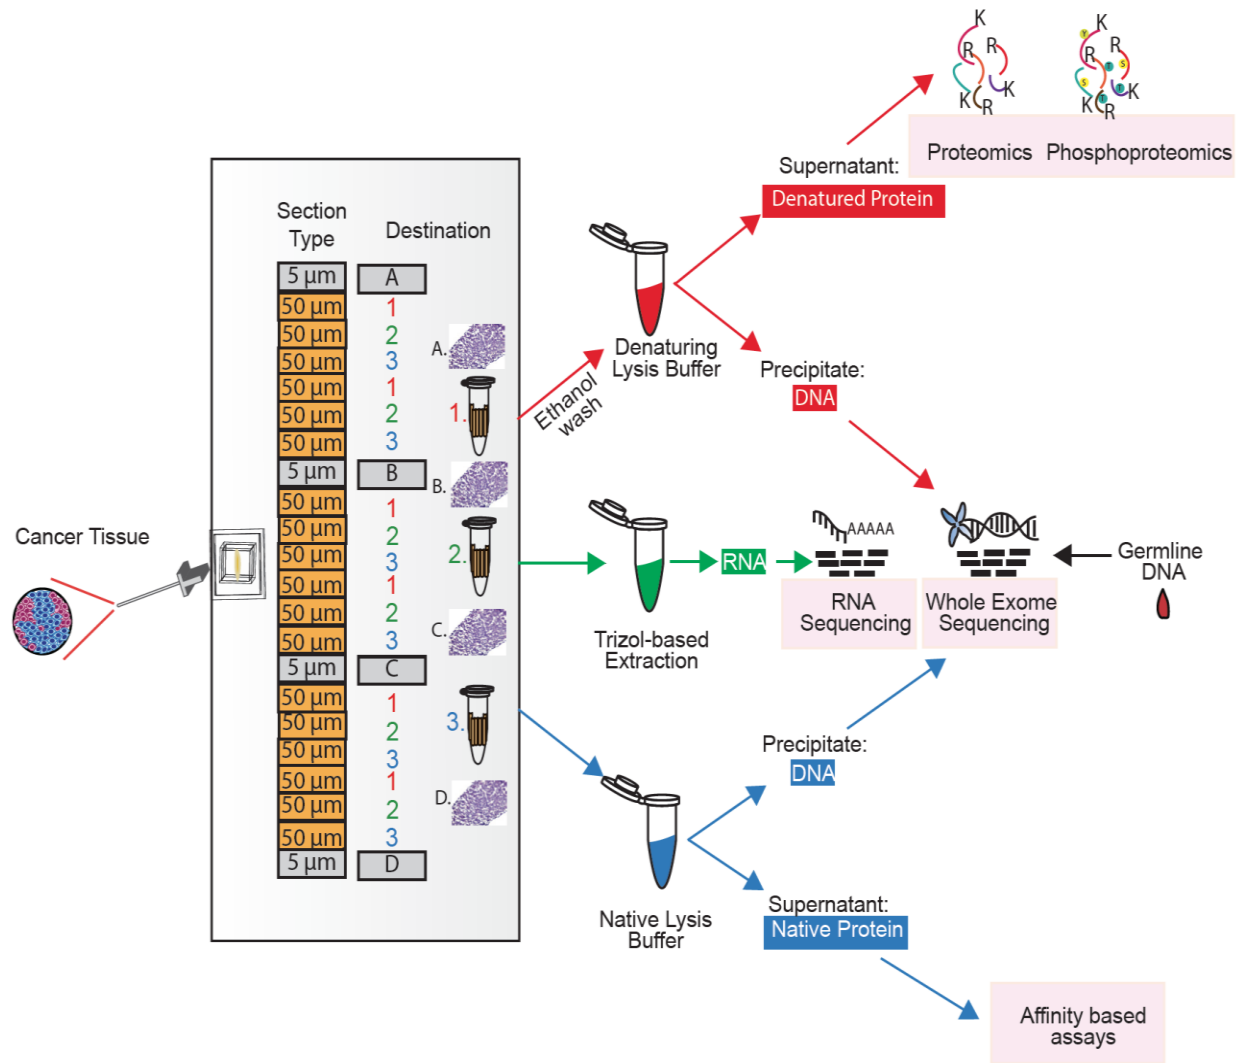 Cancer Tissue
Section
Type
Destination
5 µm
A
50 µm
1
50 µm
2
50 µm
3
50 µm
1
50 µm
2
50 µm
3
5 µm
B
50 µm
1
50 µm
2
50 µm
3
50 µm
1
50 µm
2
50 µm
3
5 µm
C
50 µm
1
50 µm
2
50 µm
3
50 µm
1
50 µm
2
50 µm
3
5 µm
D
A.
1.
B.
2.
C.
3.
D.
Ethanol
wash
Denaturing
Lysis Buffer
Supernatant:
Denatured Protein
K
R
R
K
K
R
Proteomics
K
Y
R
R
S
T
S
T
T
K
K
R
Phosphoproteomics
Precipitate:
DNA
Trizol-based
Extraction
RNA
AAAAA
RNA
Sequencing
Whole Exome
Sequencing
Germline
DNA
Native Lysis
Buffer
Precipitate:
DNA
Supernatant:
Native Protein
Affinity based
assays